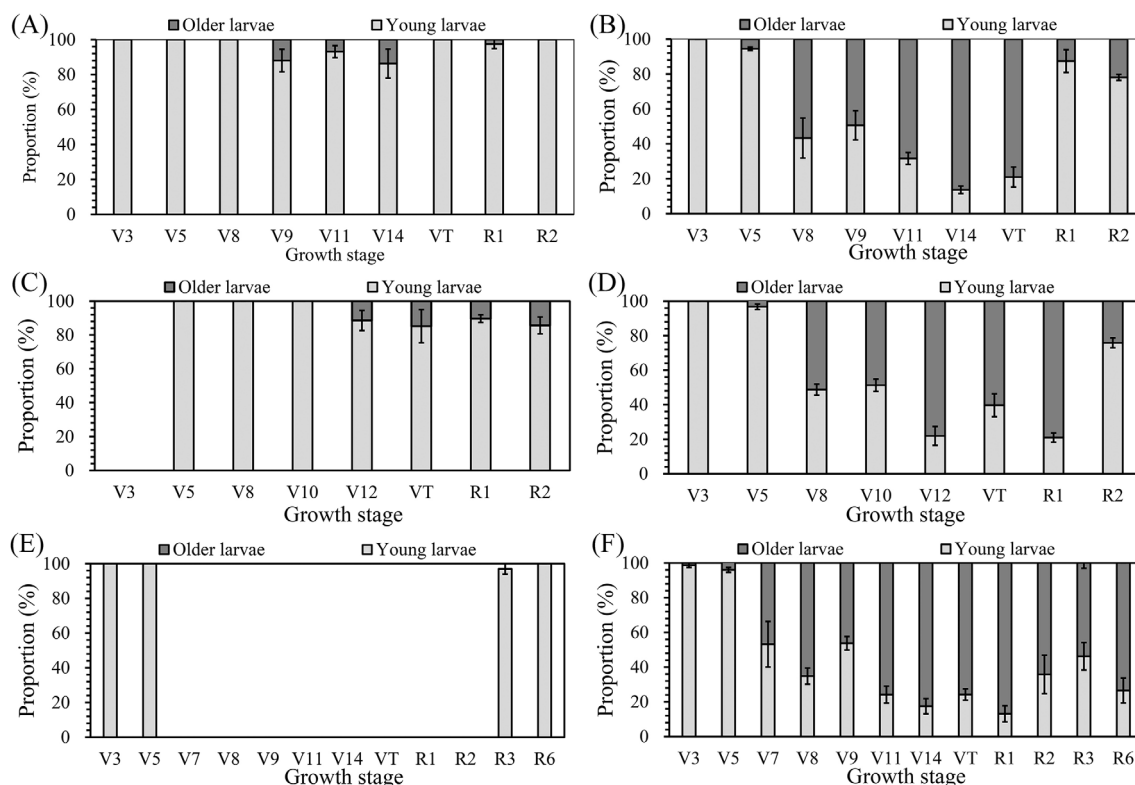 (A)
Older larvae
Young larvae
Proportion (%)
100
80
60
40
20
0
V3 V5 V8 V9 V11 V14 VT R1 R2
Growth stage
(B)
Older larvae
Young larvae
Proportion (%)
100
80
60
40
20
0
V3 V5 V8 V9 V11 V14 VT R1 R2
Growth stage
(C)
Older larvae
Young larvae
Proportion (%)
100
80
60
40
20
0
V3 V5 V8 V10 V12 VT R1 R2
Growth stage
(D)
Older larvae
Young larvae
Proportion (%)
100
80
60
40
20
0
V3 V5 V8 V10 V12 VT R1 R2
Growth stage
(E)
Older larvae
Young larvae
Proportion (%)
100
80
60
40
20
0
V3 V5 V7 V8 V9 V11 V14 VT R1 R2 R3 R6
Growth stage
(F)
Older larvae
Young larvae
Proportion (%)
100
80
60
40
20
0
V3 V5 V7 V8 V9 V11 V14 VT R1 R2 R3 R6
Growth stage